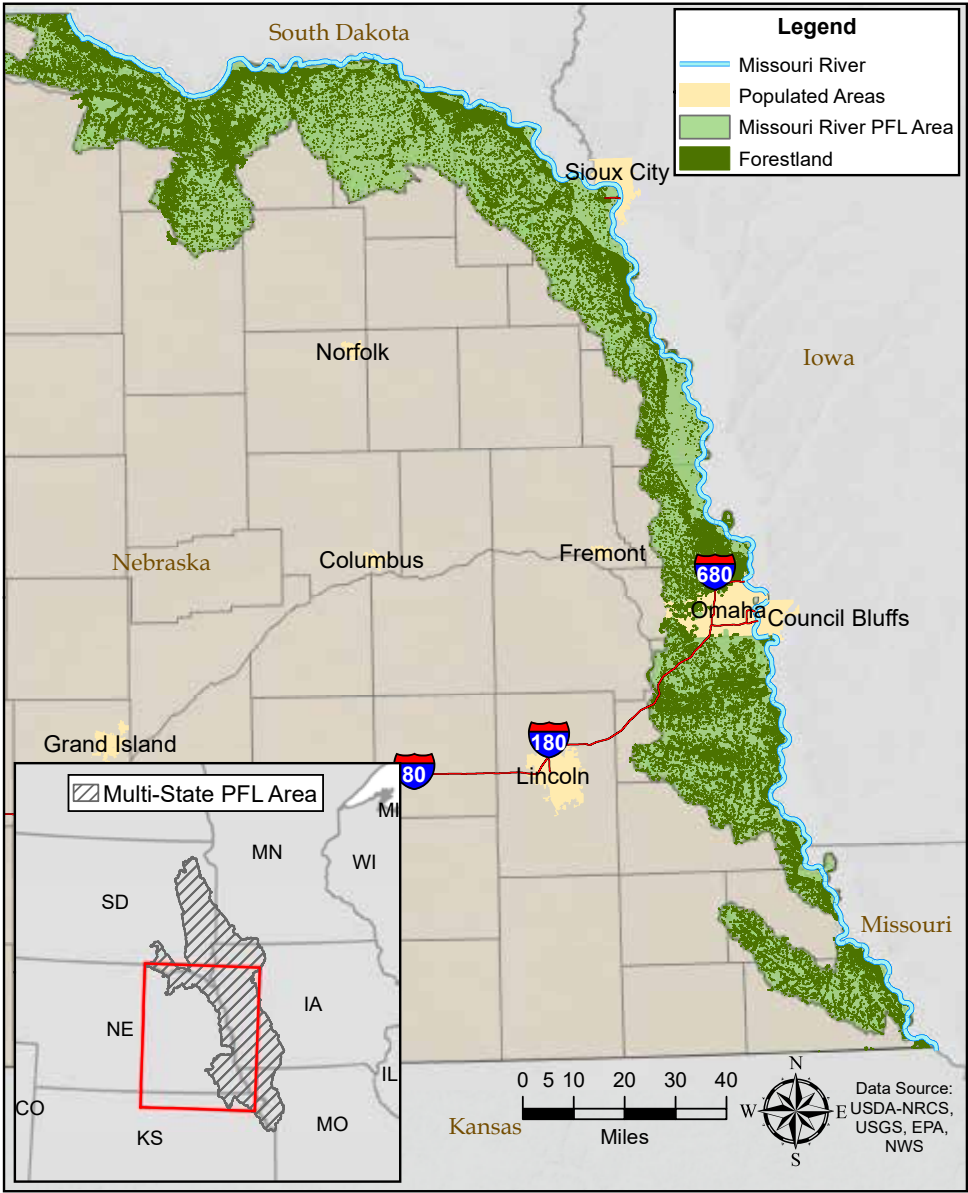 South Dakota
Legend
Missouri River
Populated Areas
Missouri River PFL Area
Forestland
Sioux City
Norfolk
Iowa
Nebraska
Columbus
Fremont
680
Omaha
Council Bluffs
Grand Island
180
80
Lincoln
Multi-State PFL Area
MI
MN
WI
SD
IA
NE
IL
CO
KS
MO
Missouri
Kansas
0 5 10 20 30 40
Miles
N
W
E
S
Data Source:
USDA-NRCS,
USGS, EPA,
NWS